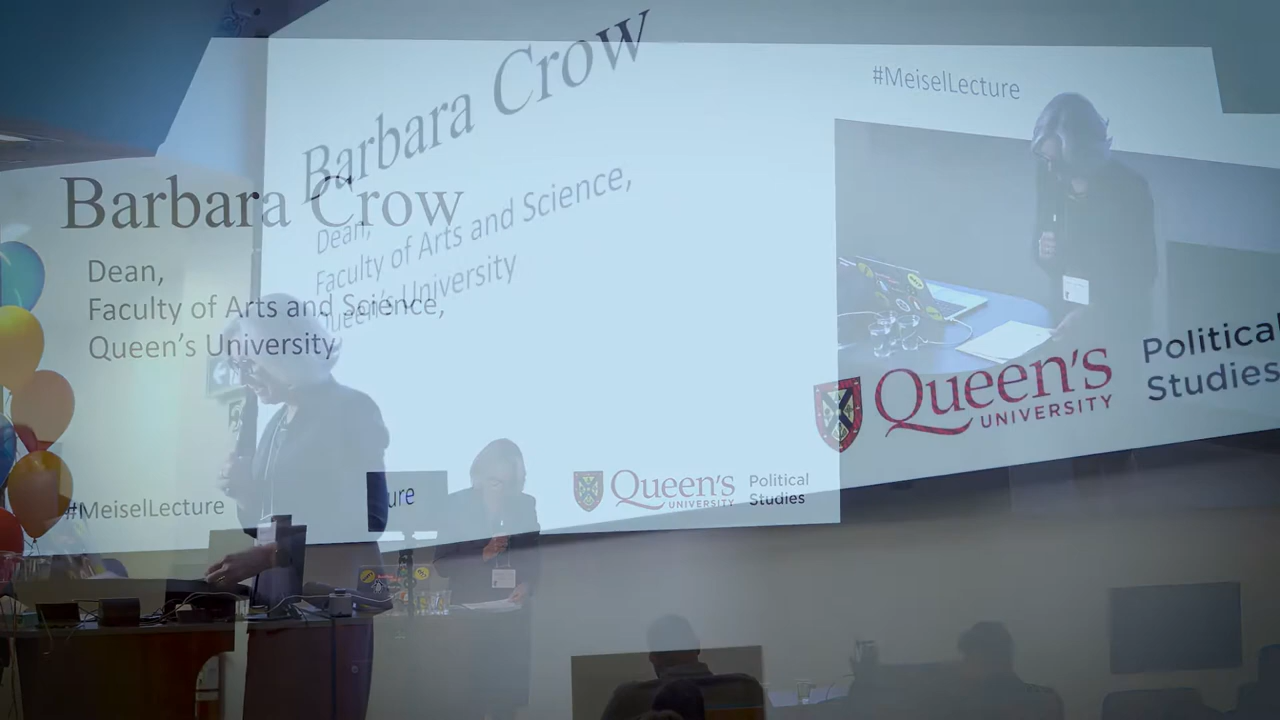 Barbara Crow
Dean,
Faculty of Arts and Science,
Queen's University
#MeiselLecture
Barbara Crow
Dean,
Faculty of Arts and Science,
Queen's University
#MeiselLecture
Queen's
UNIVERSITY
Political
Studies
ure
Queen's
UNIVERSITY
Political
Studies